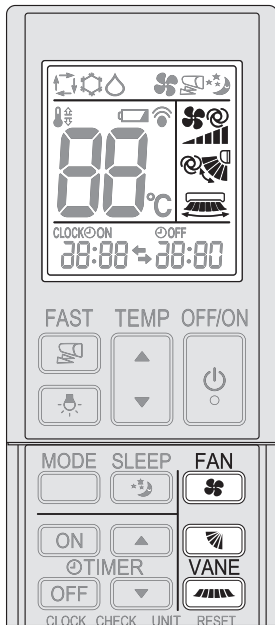 88 °C
CLOCK ON OFF
88:88 88:80
FAST TEMP OFF/ON
MODE SLEEP FAN
ON
TIMER VANE
OFF
CLOCK CHECK UNIT RESET